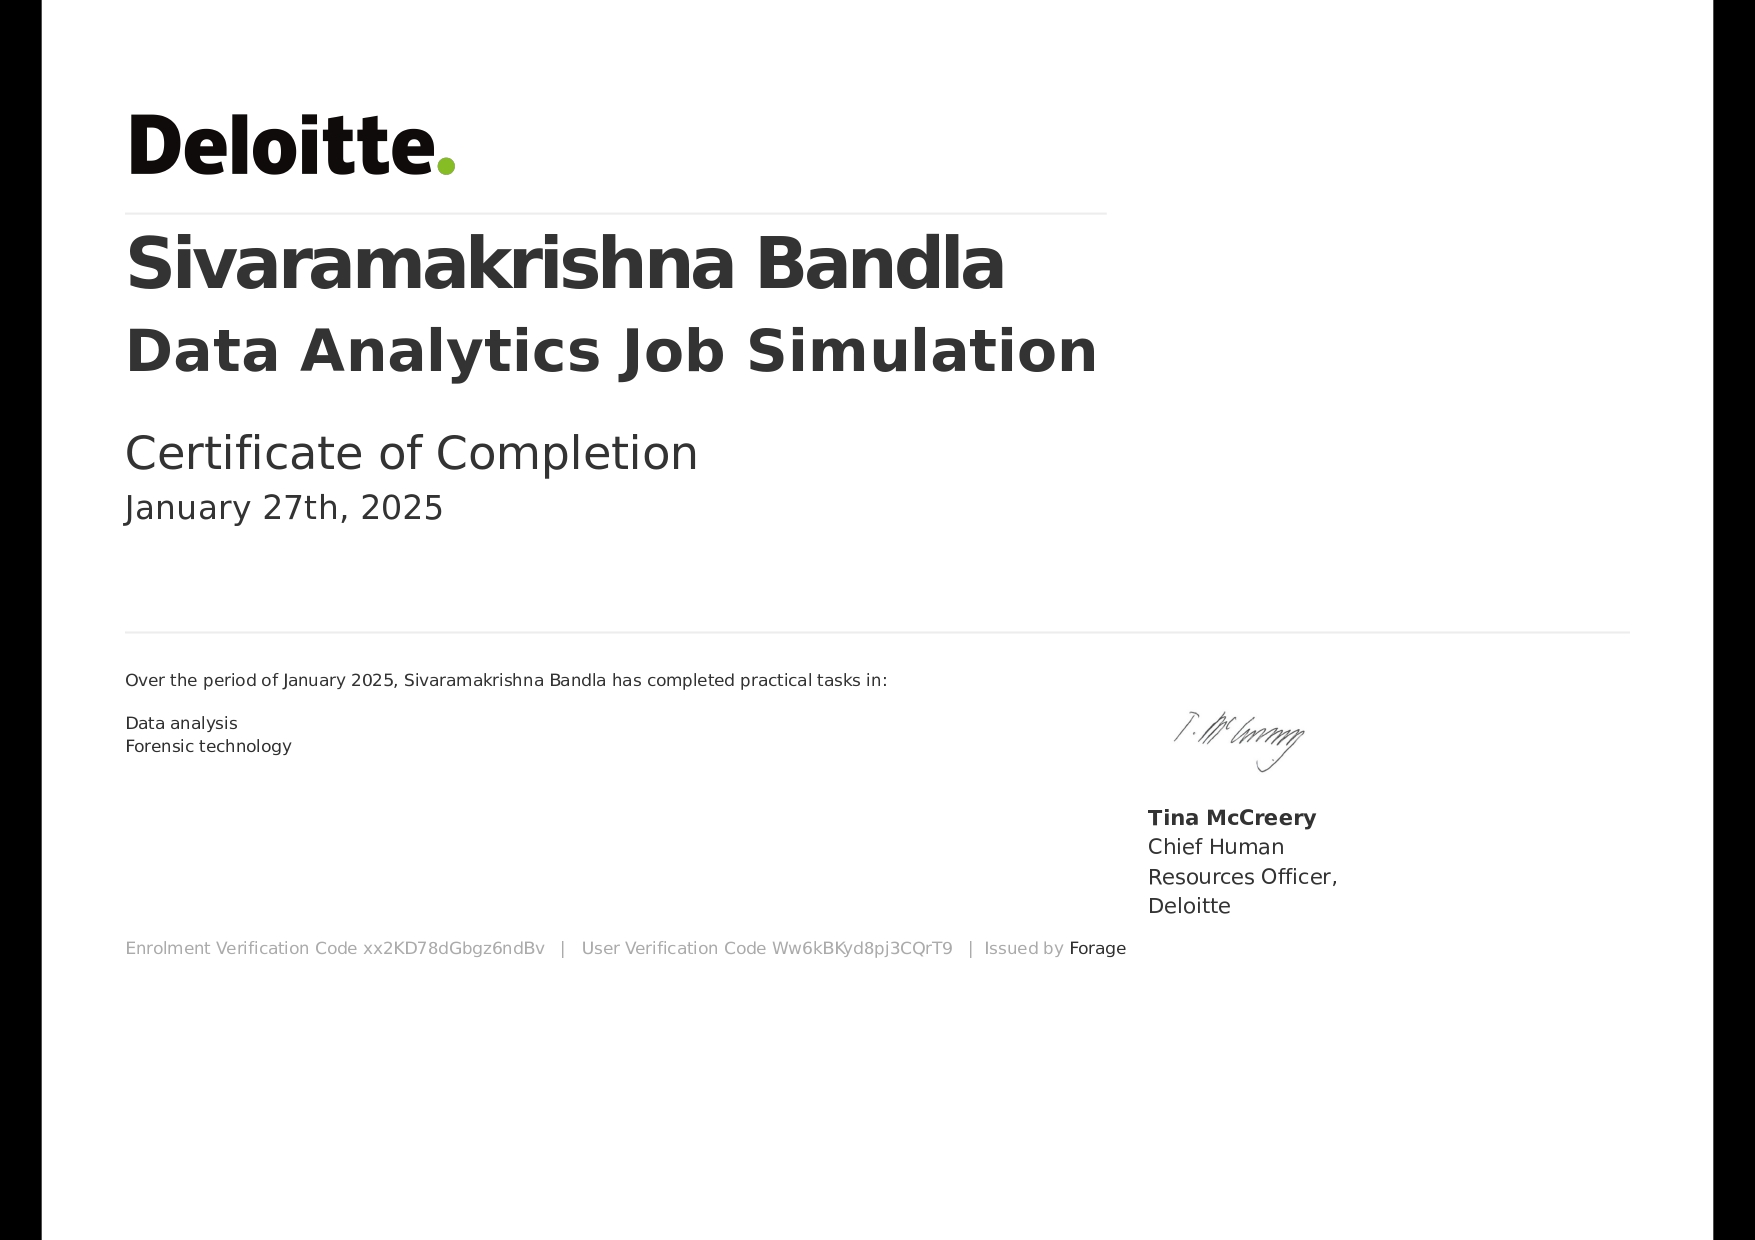 Deloitte.
Sivaramakrishna Bandla
Data Analytics Job Simulation
Certificate of Completion
January 27th, 2025
Over the period of January 2025, Sivaramakrishna Bandla has completed practical tasks in:
Data analysis
Forensic technology
T. McCreery
Tina McCreery
Chief Human
Resources Officer,
Deloitte
Enrolment Verification Code xx2KD78dGbgz6ndBv | User Verification Code Ww6kBKyd8pj3CQrT9 | Issued by Forage